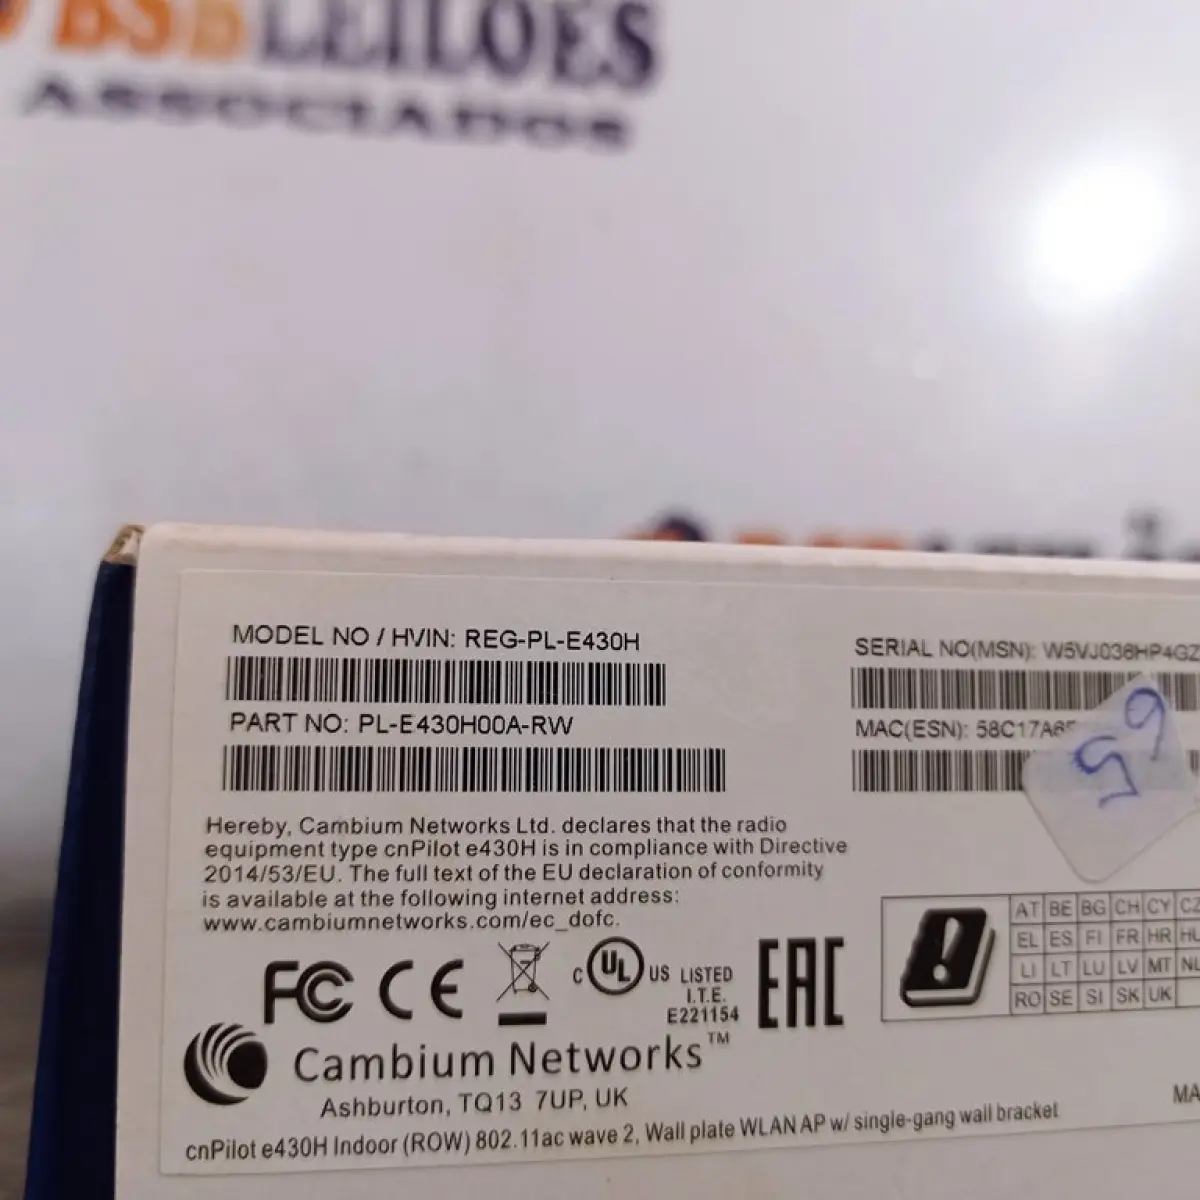 BSBLEILÕES
ASSOCIADOS
MODEL NO / HVIN: REG-PL-E430H
SERIAL NO(MSN): W5VJ036HP4GZ
PART NO: PL-E430H00A-RW
MAC(ESN): 58C17A6
59
Hereby, Cambium Networks Ltd. declares that the radio
equipment type cnPilot e430H is in compliance with Directive
2014/53/EU. The full text of the EU declaration of conformity
is available at the following internet address:
www.cambiumnetworks.com/ec_dofc.
AT BE BG CH CY CZ
EL ES FI FR HR HU
LI LT LU LV MT NL
RO SE SI SK UK
FC CE
c UL US LISTED
I.T.E.
E221154
EAC
Cambium Networks™
Ashburton, TQ13 7UP, UK
MA
cnPilot e430H Indoor (ROW) 802.11ac wave 2, Wall plate WLAN AP w/ single-gang wall bracket